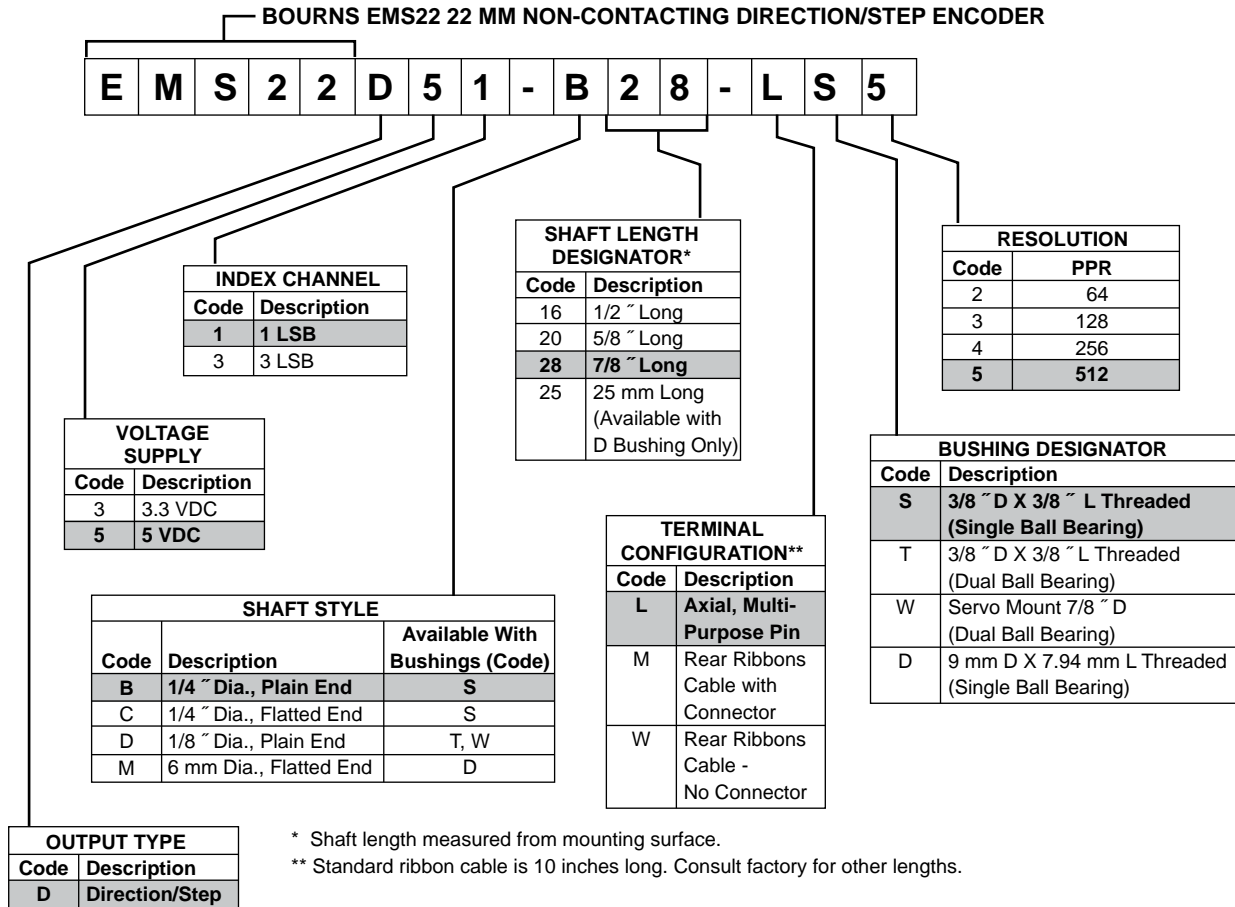 BOURNS EMS22 22 MM NON-CONTACTING DIRECTION/STEP ENCODER
E M S 2 2 D 5 1 - B 2 8 - L S 5
SHAFT LENGTH
DESIGNATOR*
Code Description
16 1/2 ˝ Long
20 5/8 ˝ Long
28 7/8 ˝ Long
25 25 mm Long
(Available with
D Bushing Only)
RESOLUTION
Code PPR
2 64
3 128
4 256
5 512
INDEX CHANNEL
Code Description
1 1 LSB
3 3 LSB
VOLTAGE
SUPPLY
Code Description
3 3.3 VDC
5 5 VDC
BUSHING DESIGNATOR
Code Description
S 3/8 ˝ D X 3/8 ˝ L Threaded
(Single Ball Bearing)
T 3/8 ˝ D X 3/8 ˝ L Threaded
(Dual Ball Bearing)
W Servo Mount 7/8 ˝ D
(Dual Ball Bearing)
D 9 mm D X 7.94 mm L Threaded
(Single Ball Bearing)
TERMINAL
CONFIGURATION**
Code Description
L Axial, Multi-
Purpose Pin
M Rear Ribbons
Cable with
Connector
W Rear Ribbons
Cable -
No Connector
SHAFT STYLE
Available With
Code Description Bushings (Code)
B 1/4 ˝ Dia., Plain End S
C 1/4 ˝ Dia., Flatted End S
D 1/8 ˝ Dia., Plain End T, W
M 6 mm Dia., Flatted End D
OUTPUT TYPE
Code Description
D Direction/Step
* Shaft length measured from mounting surface.
** Standard ribbon cable is 10 inches long. Consult factory for other lengths.